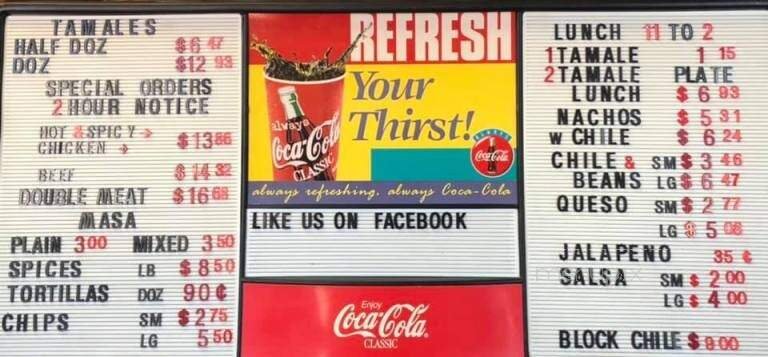 TAMALES
HALF DOZ $6 47
DOZ $12 93
SPECIAL ORDERS
2 HOUR NOTICE
HOT & SPICY →
CHICKEN → $13 86
BEEF $14 32
DOUBLE MEAT $16 68
MASA
PLAIN 3 00 MIXED 3 50
SPICES LB $8 50
TORTILLAS DOZ 90¢
CHIPS SM $2 75
LG 5 50
REFRESH
Your
Thirst!
always
Coca-Cola
CLASSIC
ALWAYS
Coca-Cola
always refreshing, always Coca-Cola
LIKE US ON FACEBOOK
Enjoy
Coca-Cola
CLASSIC
LUNCH 11 TO 2
1 TAMALE 1 15
2 TAMALE PLATE
LUNCH $6 93
NACHOS $5 31
W CHILE $6 24
CHILE & SM $3 46
BEANS LG $6 47
QUESO SM $2 77
LG $5 08
JALAPENO 35¢
SALSA SM $2 00
LG $4 00
BLOCK CHILE $9 00